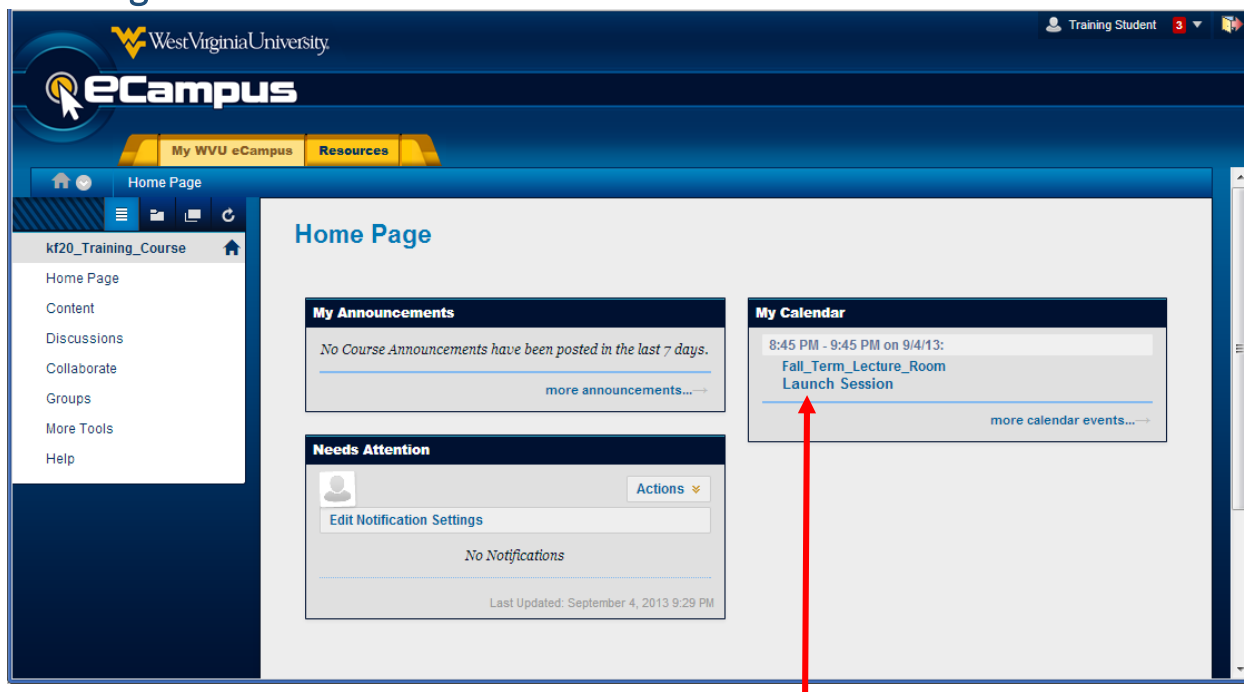 WestVirginiaUniversity.
Training Student 3
eCampus
My WVU eCampus Resources
Home Page
kf20_Training_Course
Home Page
Content
Discussions
Collaborate
Groups
More Tools
Help
Home Page
My Announcements
No Course Announcements have been posted in the last 7 days.
more announcements...→
My Calendar
8:45 PM - 9:45 PM on 9/4/13:
Fall_Term_Lecture_Room
Launch Session
more calendar events...→
Needs Attention
Actions
Edit Notification Settings
No Notifications
Last Updated: September 4, 2013 9:29 PM